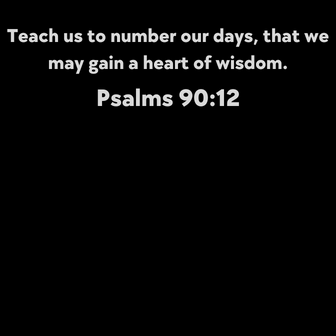 Teach us to number our days, that we
may gain a heart of wisdom.
Psalms 90:12